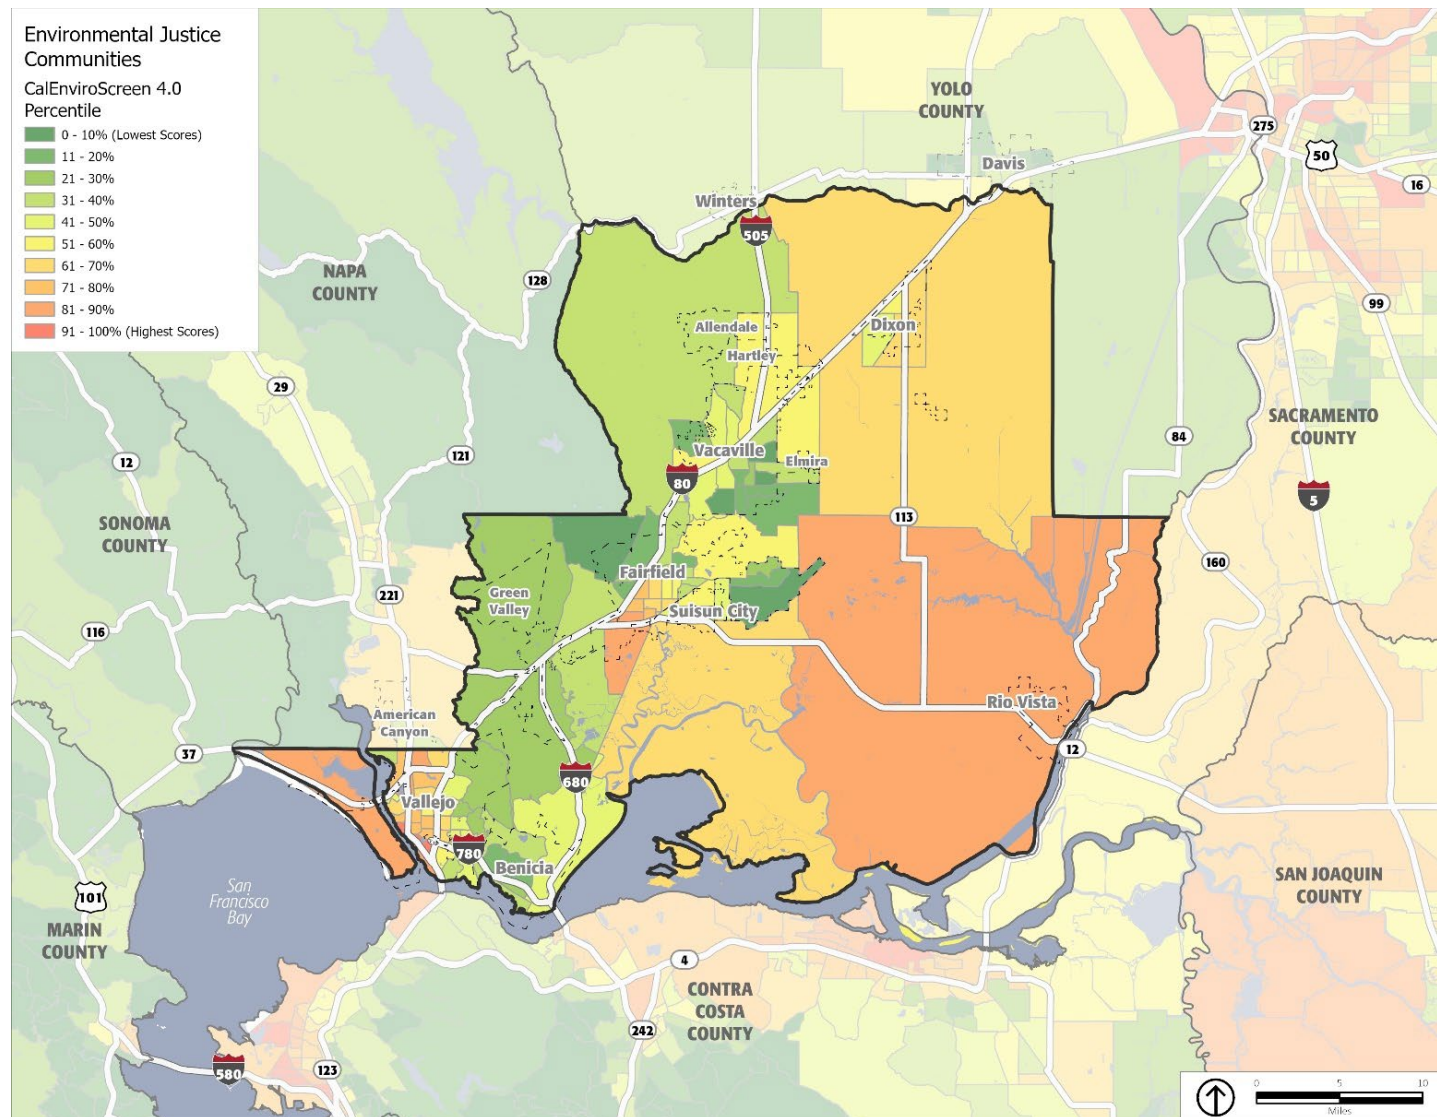 Environmental Justice
Communities
CalEnviroScreen 4.0
Percentile
0 - 10% (Lowest Scores)
11 - 20%
21 - 30%
31 - 40%
41 - 50%
51 - 60%
61 - 70%
71 - 80%
81 - 90%
91 - 100% (Highest Scores)
YOLO
COUNTY
275
50
Davis
16
Winters
505
NAPA
COUNTY
128
99
Allendale
Dixon
Hartley
29
SACRAMENTO
COUNTY
84
121
12
Vacaville
Elmira
80
5
SONOMA
COUNTY
113
160
Fairfield
Green
Valley
221
Suisun City
116
Rio Vista
American
Canyon
37
12
680
Vallejo
780
Benicia
San
Francisco
Bay
101
MARIN
COUNTY
SAN JOAQUIN
COUNTY
4
CONTRA
COSTA
COUNTY
242
580
123
0 5 10
Miles